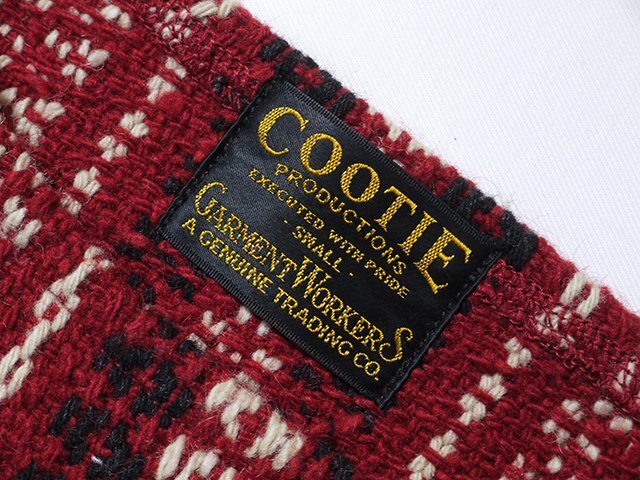 COOTIE
PRODUCTIONS
EXECUTED WITH PRIDE
- SMALL -
GARMENT WORKERS
A GENUINE TRADING CO.